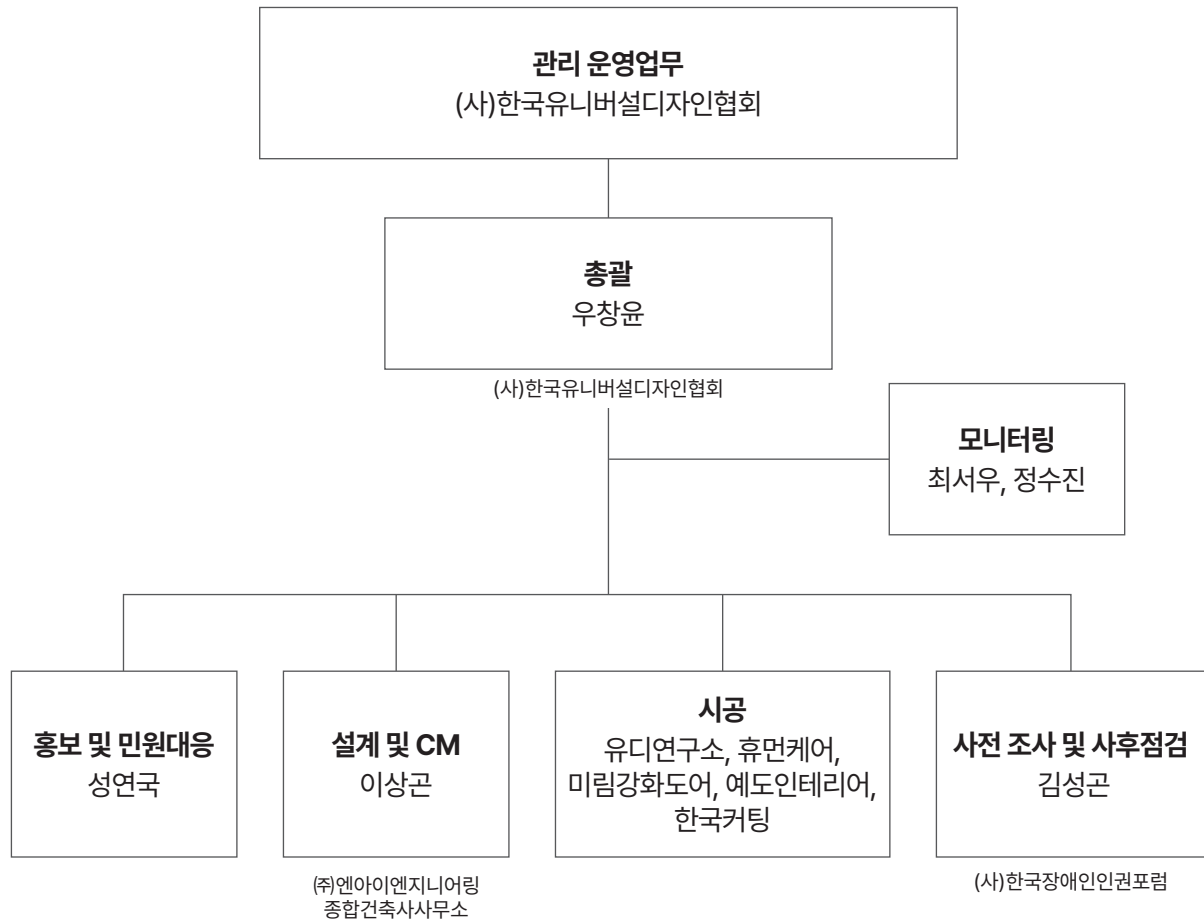 관리 운영업무
(사)한국유니버설디자인협회
총괄
우창윤
(사)한국유니버설디자인협회
모니터링
최서우, 정수진
홍보 및 민원대응
성연국
설계 및 CM
이상곤
㈜엔아이엔지니어링
종합건축사사무소
시공
유디연구소, 휴먼케어,
미림강화도어, 예도인테리어,
한국커팅
사전 조사 및 사후점검
김성곤
(사)한국장애인인권포럼